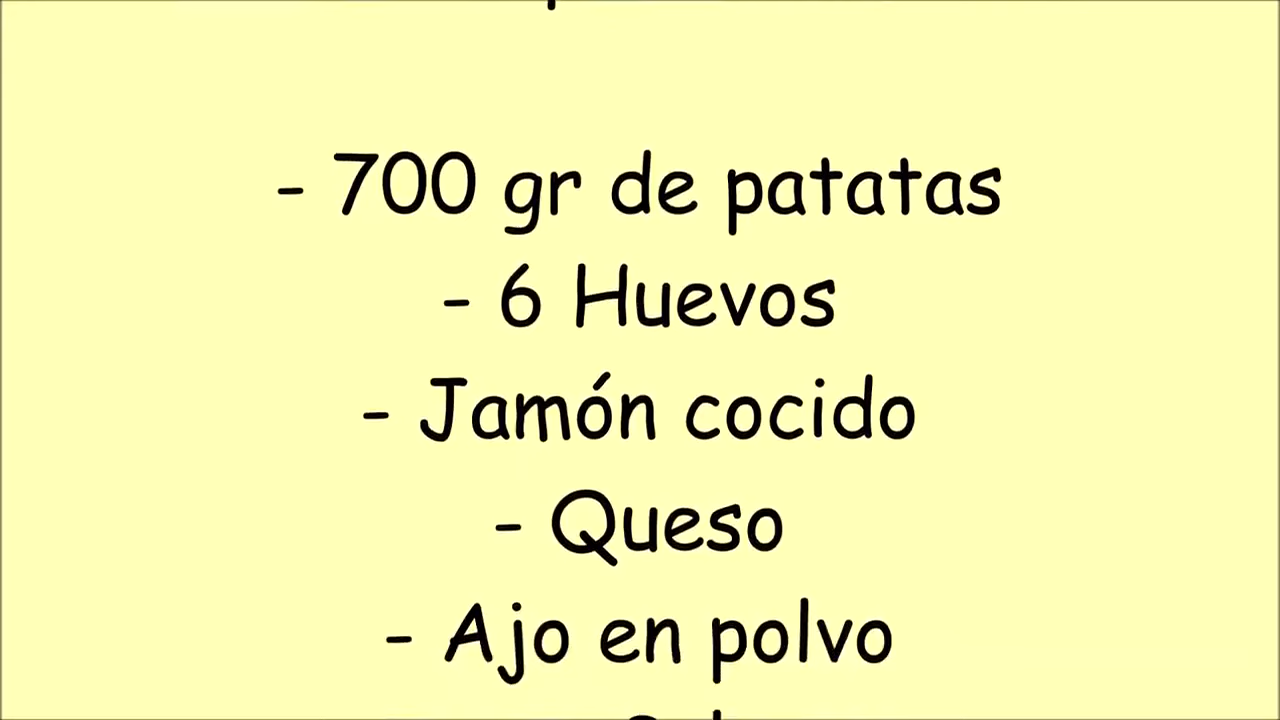 - 700 gr de patatas
- 6 Huevos
- Jamón cocido
- Queso
- Ajo en polvo